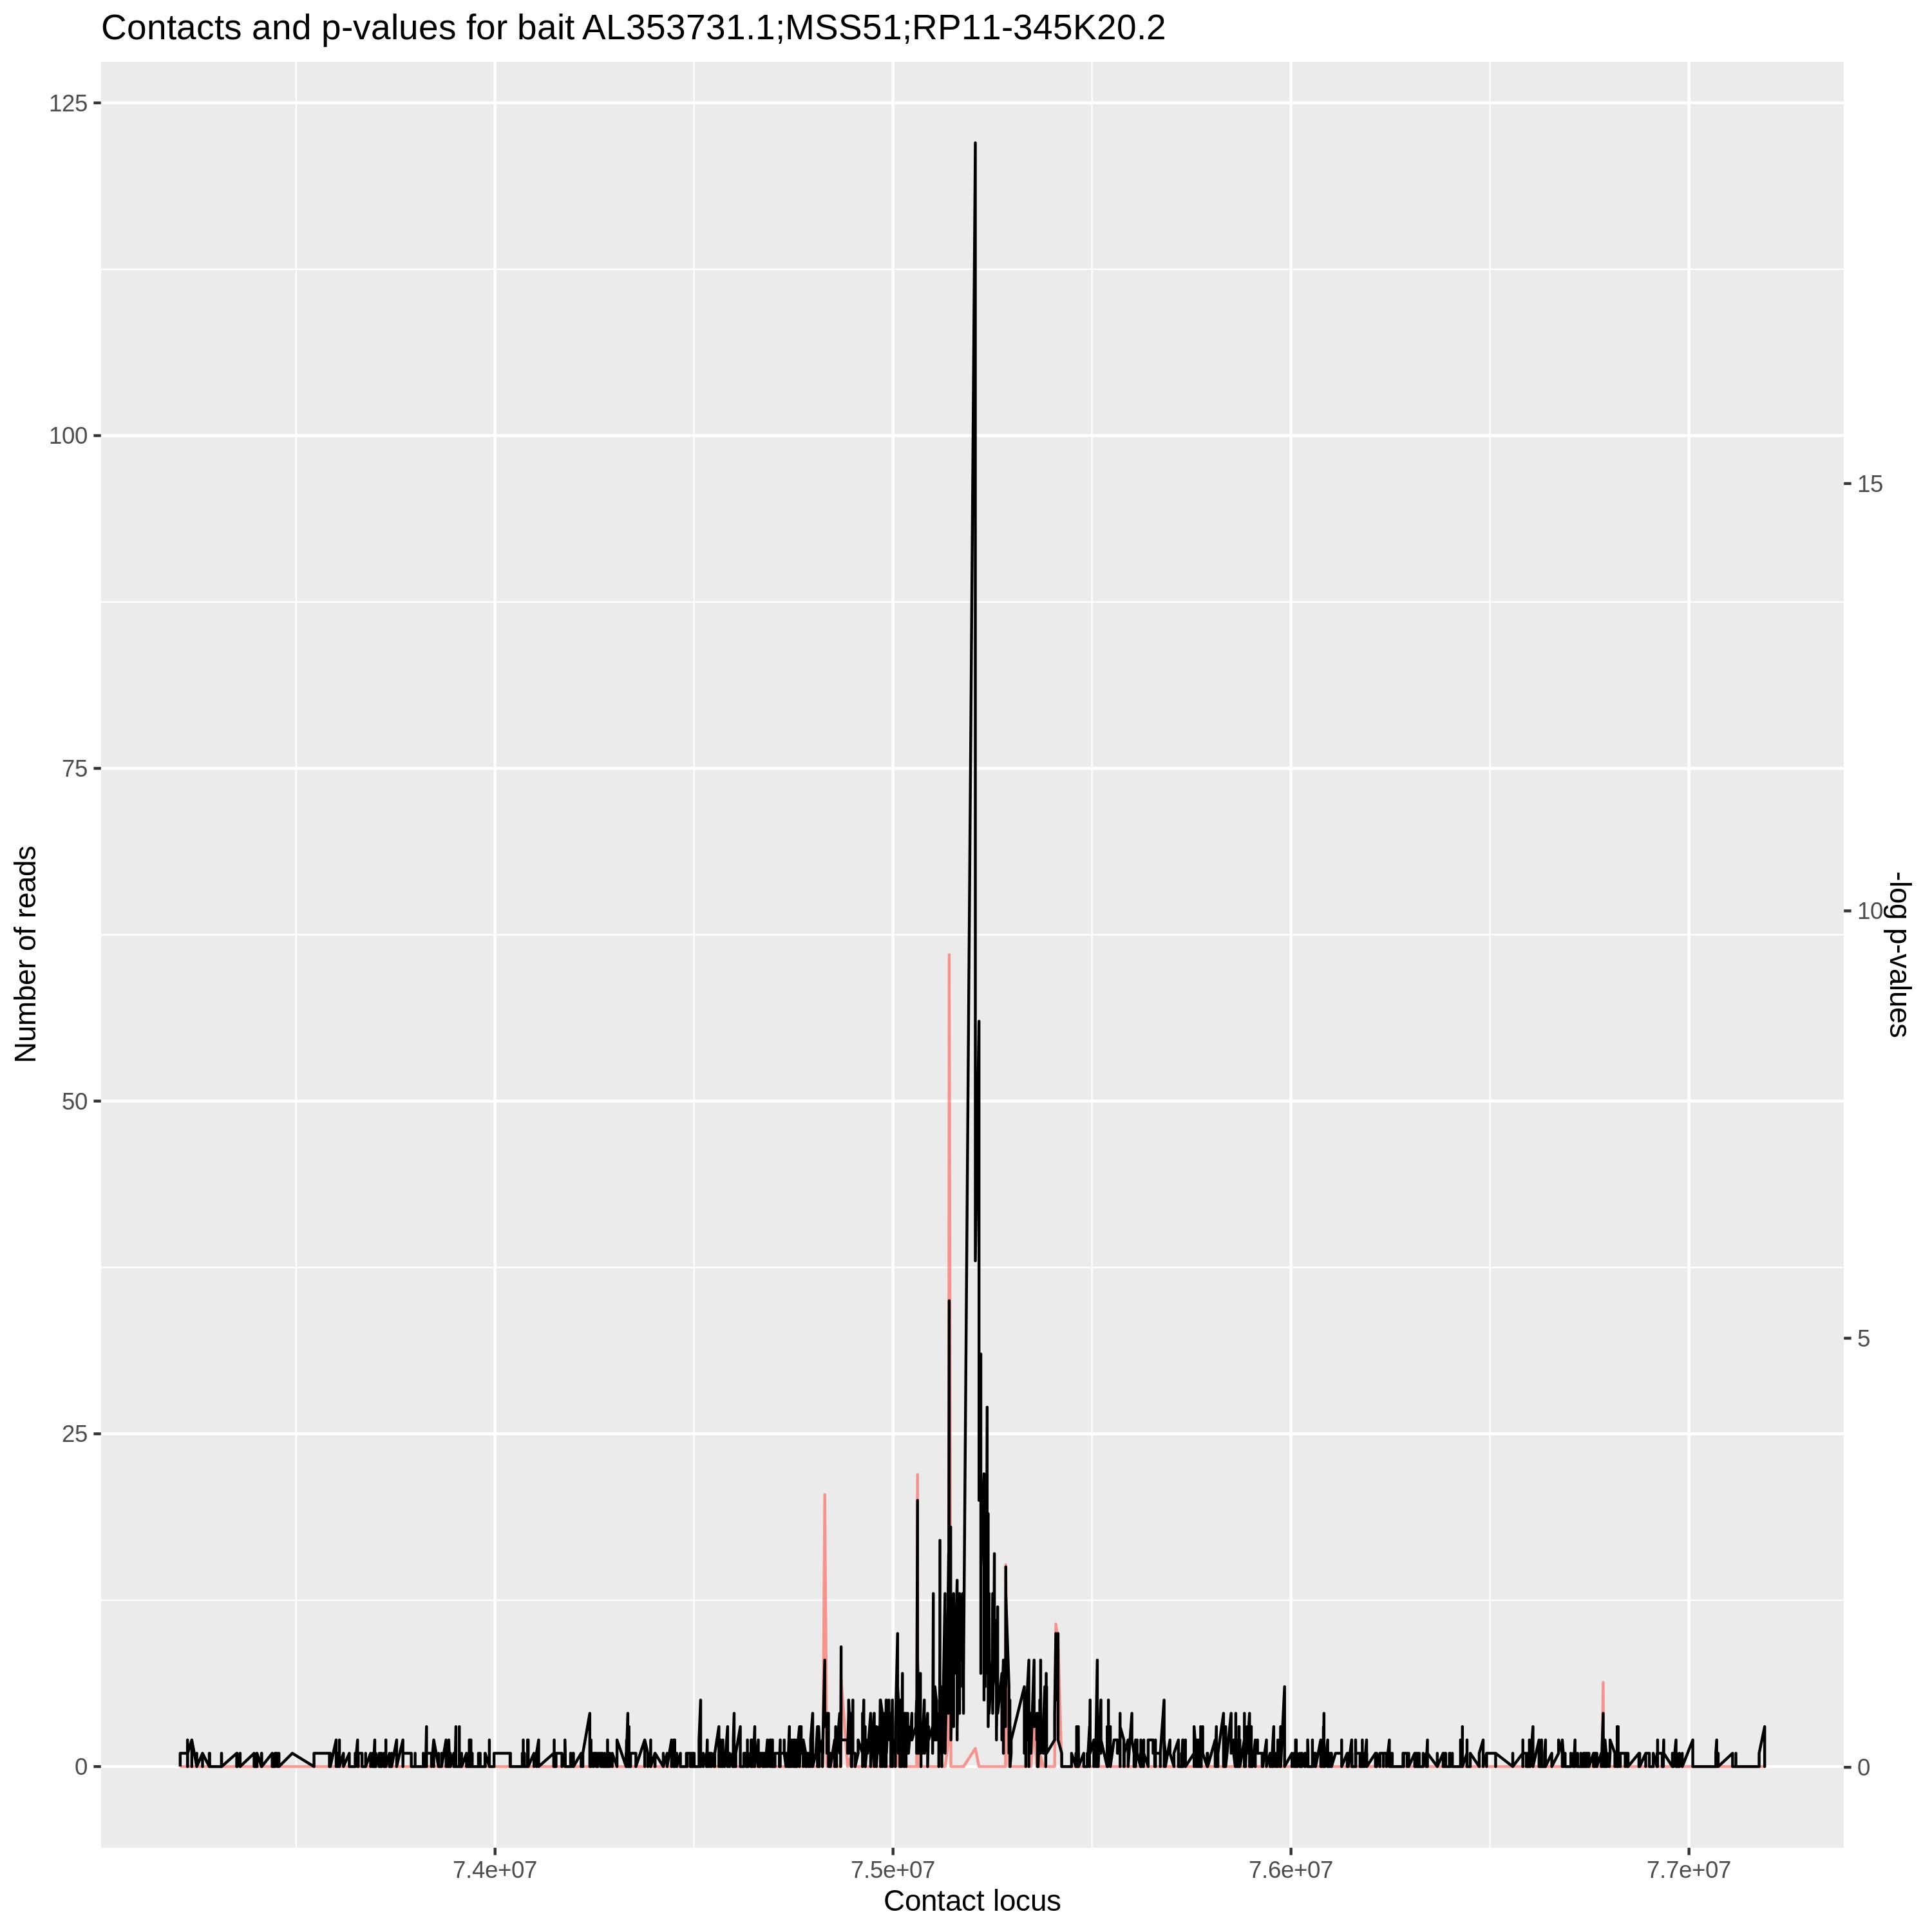 Contacts and p-values for bait AL353731.1;MSS51;RP11-345K20.2
125
100
75
50
25
0
Number of reads
15
10
5
0
-log p-values
7.4e+07
7.5e+07
7.6e+07
7.7e+07
Contact locus